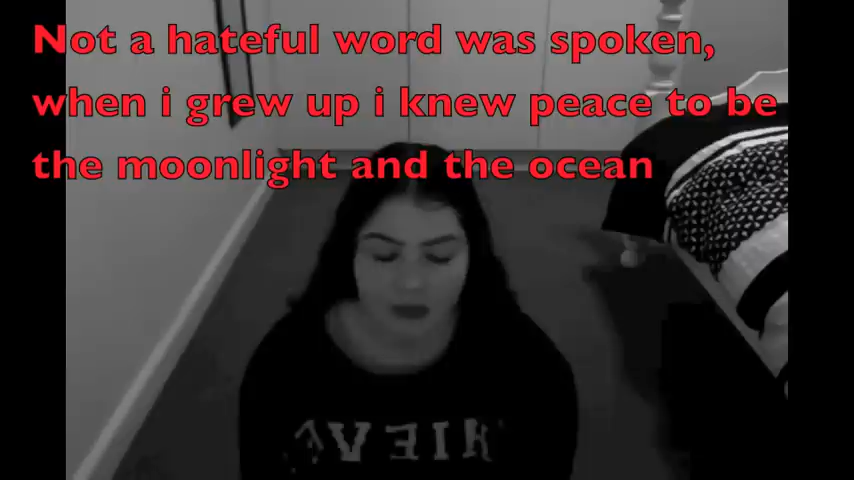 Not a hateful word was spoken,
when i grew up i knew peace to be
the moonlight and the ocean